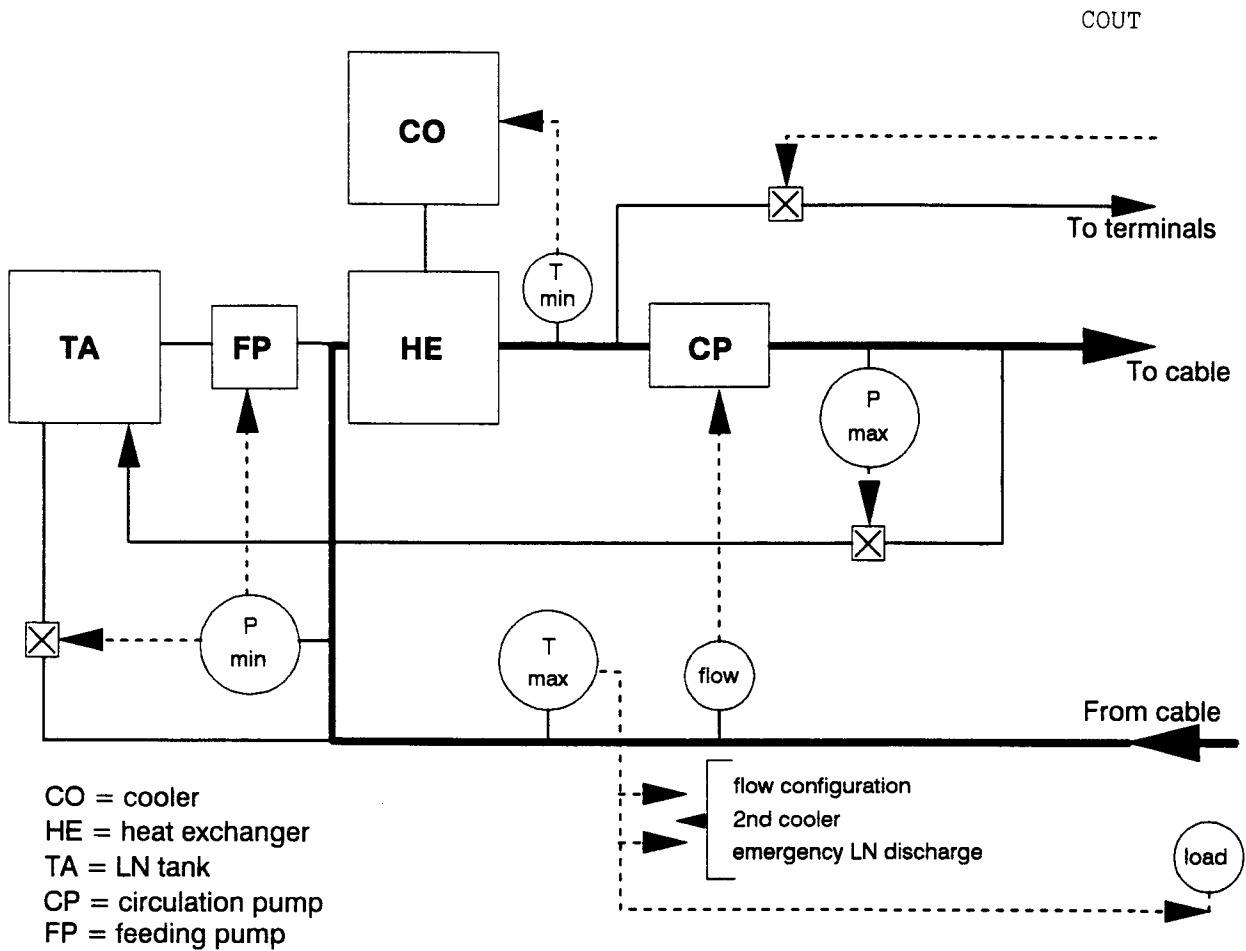 COUT
CO
To terminals
T
min
TA
FP
HE
CP
To cable
P
max
P
min
T
max
flow
From cable
flow configuration
2nd cooler
emergency LN discharge
load
CO = cooler
HE = heat exchanger
TA = LN tank
CP = circulation pump
FP = feeding pump